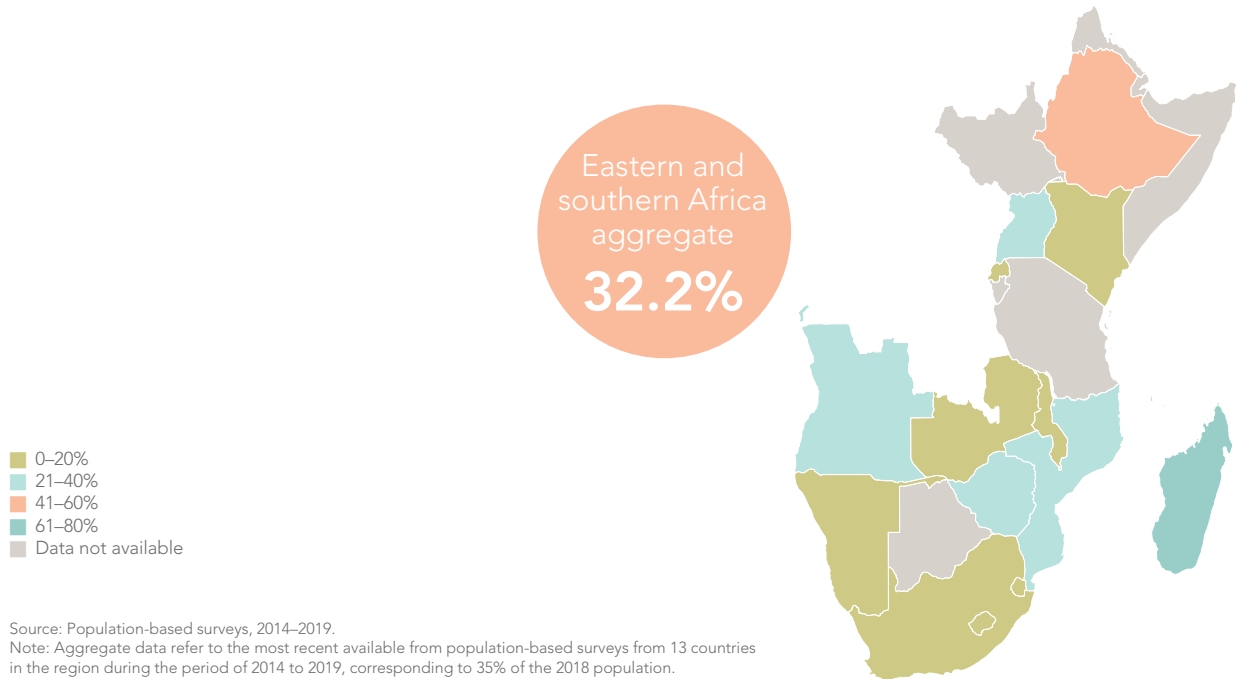 Eastern and
southern Africa
aggregate
32.2%
0–20%
21–40%
41–60%
61–80%
Data not available
Source: Population-based surveys, 2014–2019.
Note: Aggregate data refer to the most recent available from population-based surveys from 13 countries
in the region during the period of 2014 to 2019, corresponding to 35% of the 2018 population.